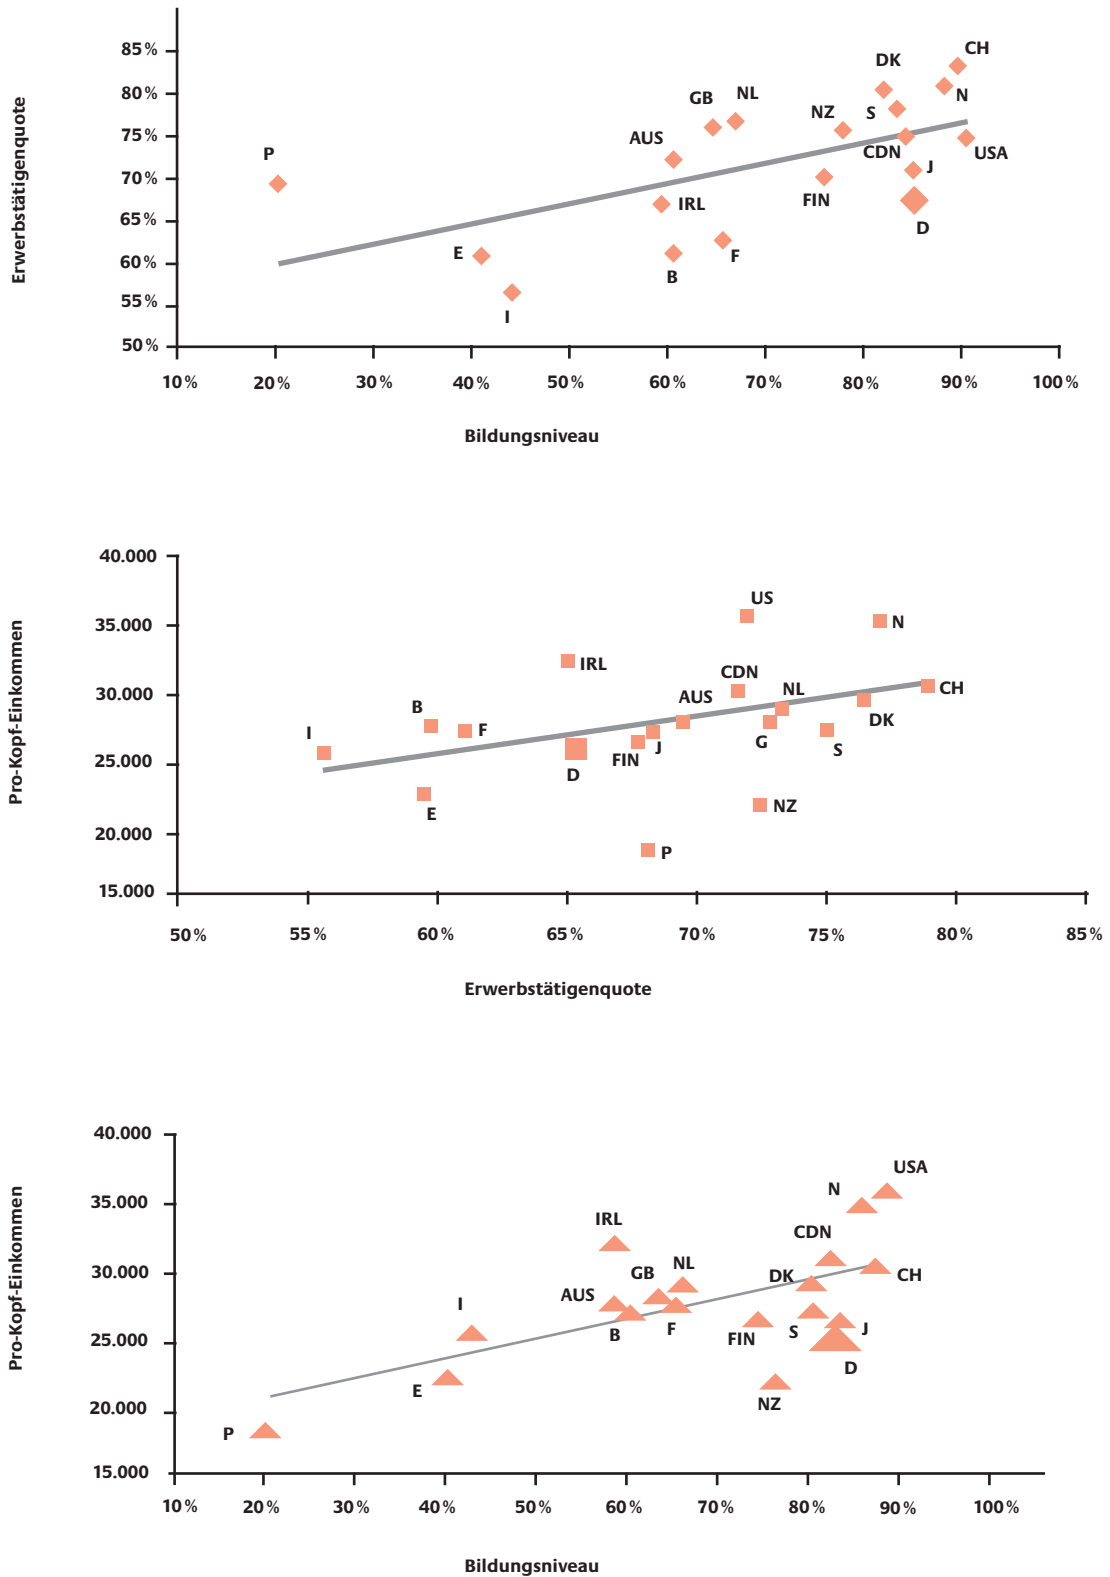 Erwerbstätigenquote
85%
80%
75%
70%
65%
60%
55%
50%
CH
DK
N
NL
GB
S
NZ
AUS
CDN
USA
P
J
FIN
IRL
D
E
F
B
I
10% 20% 30% 40% 50% 60% 70% 80% 90% 100%
Bildungsniveau
Pro-Kopf-Einkommen
40.000
35.000
30.000
25.000
20.000
15.000
US
N
IRL
CDN
CH
NL
AUS
B
DK
F
I
G
J
S
FIN
D
NZ
E
P
50% 55% 60% 65% 70% 75% 80% 85%
Erwerbstätigenquote
Pro-Kopf-Einkommen
40.000
35.000
30.000
25.000
20.000
15.000
USA
N
IRL
CDN
NL
GB
DK
CH
AUS
I
F
J
S
B
FIN
D
E
NZ
P
10% 20% 30% 40% 50% 60% 70% 80% 90% 100%
Bildungsniveau